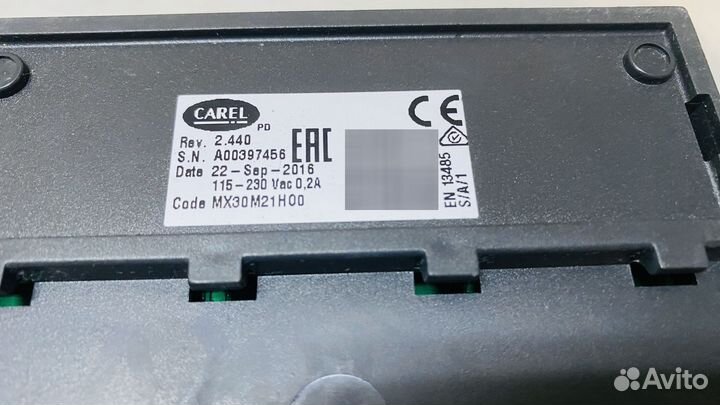 CAREL
PD
Rev. 2.440
S.N. A00397456
Date 22-Sep-2016
115-230 Vac 0,2A
Code MX30M21H00
EAC
CE
EN 13485
S/A/1
Avito